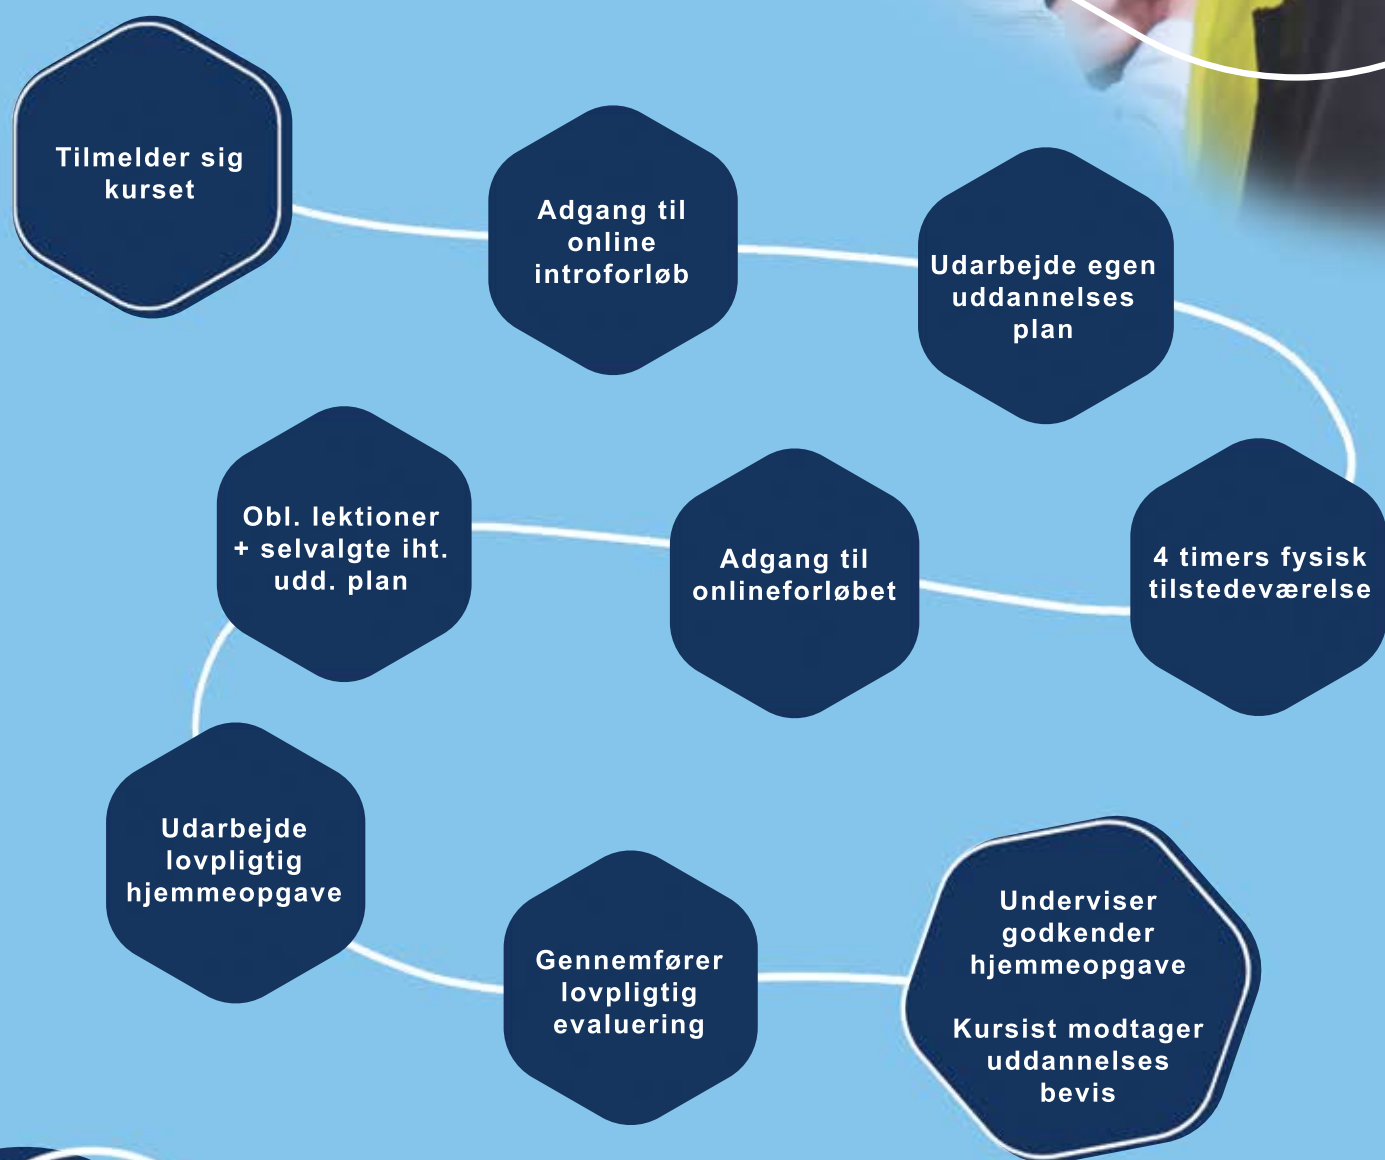 Tilmelder sig
kurset
Adgang til
online
introforløb
Udarbejde egen
uddannelses
plan
4 timers fysisk
tilstedeværelse
Adgang til
onlineforløbet
Obl. lektioner
+ selvalgte iht.
udd. plan
Udarbejde
lovpligtig
hjemmeopgave
Gennemfører
lovpligtig
evaluering
Underviser
godkender
hjemmeopgave
Kursist modtager
uddannelses
bevis